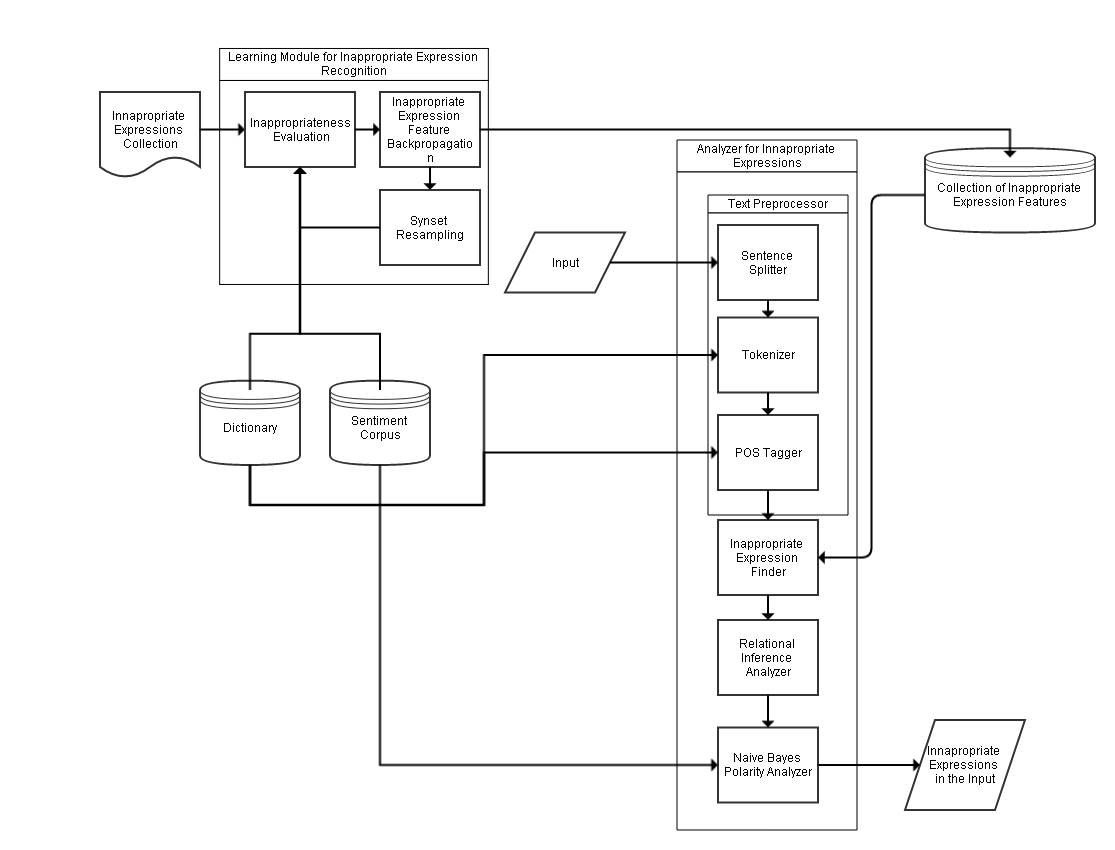 Learning Module for Inappropriate Expression
Recognition
Innapropriate
Expressions
Collection
Inappropriateness
Evaluation
Inappropriate
Expression
Feature
Backpropagatio
n
Synset
Resampling
Analyzer for Innapropriate
Expressions
Collection of Inappropriate
Expression Features
Text Preprocessor
Input
Sentence
Splitter
Tokenizer
Dictionary
Sentiment
Corpus
POS Tagger
Inappropriate
Expression
Finder
Relational
Inference
Analyzer
Naive Bayes
Polarity Analyzer
Innapropriate
Expressions
in the Input